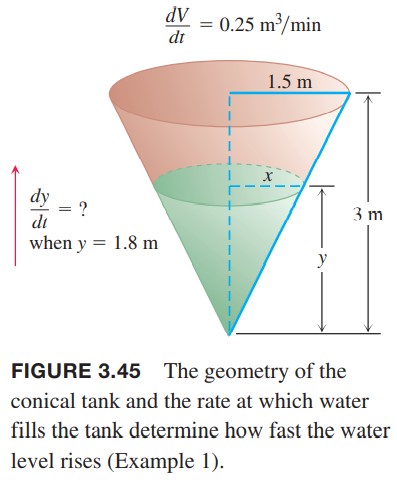 dV/dt = 0.25 m³/min
1.5 m
x
dy/dt = ?
when y = 1.8 m
3 m
y
FIGURE 3.45 The geometry of the
conical tank and the rate at which water
fills the tank determine how fast the water
level rises (Example 1).